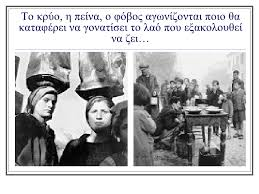 Το κρύο, η πείνα, ο φόβος αγωνίζονται ποιο θα
καταφέρει να γονατίσει το λαό που εξακολουθεί
να ζει…